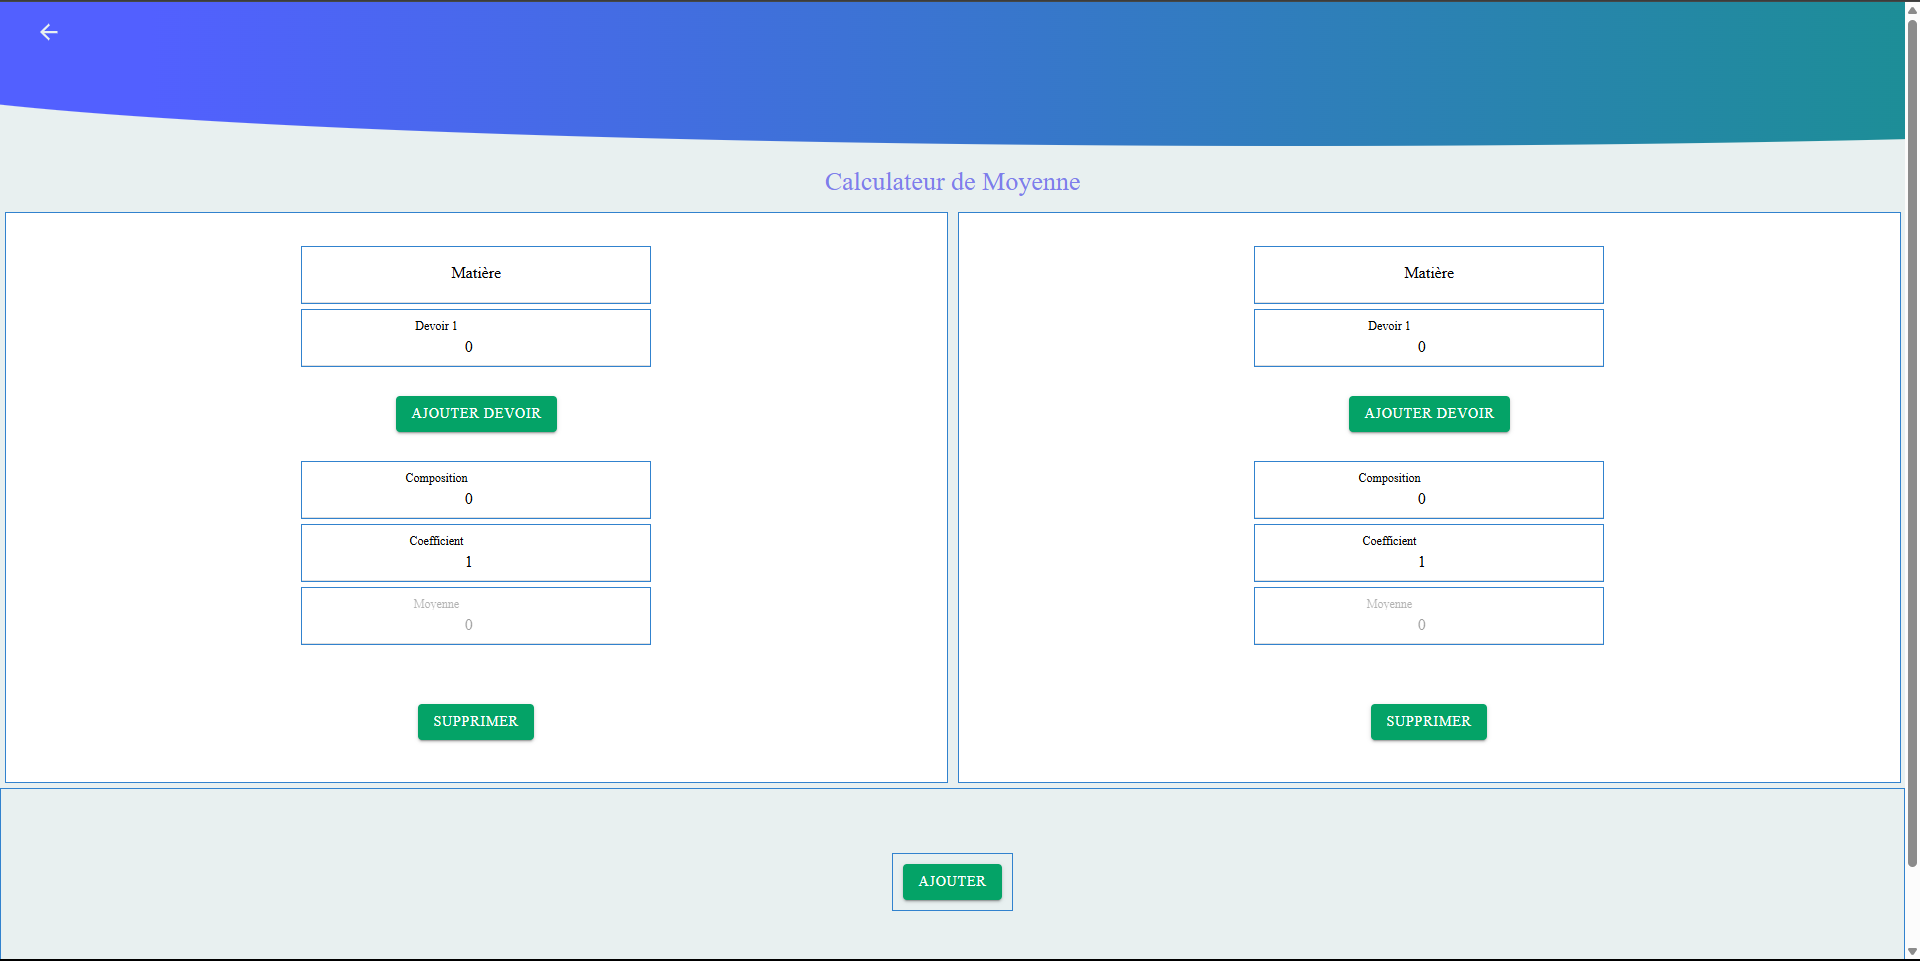 Calculateur de Moyenne
Matière
Devoir 1
0
AJOUTER DEVOIR
Composition
0
Coefficient
1
Moyenne
0
SUPPRIMER
Matière
Devoir 1
0
AJOUTER DEVOIR
Composition
0
Coefficient
1
Moyenne
0
SUPPRIMER
AJOUTER